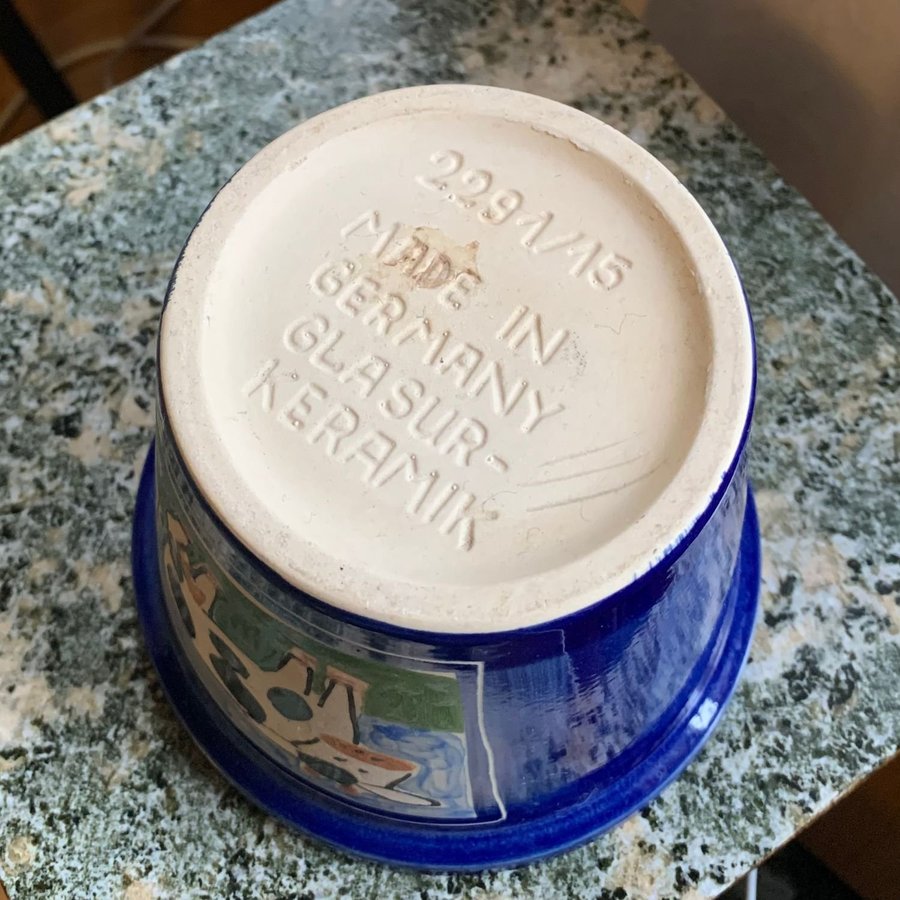 2291/15
MADE IN
GERMANY
GLASUR-
KERAMIK